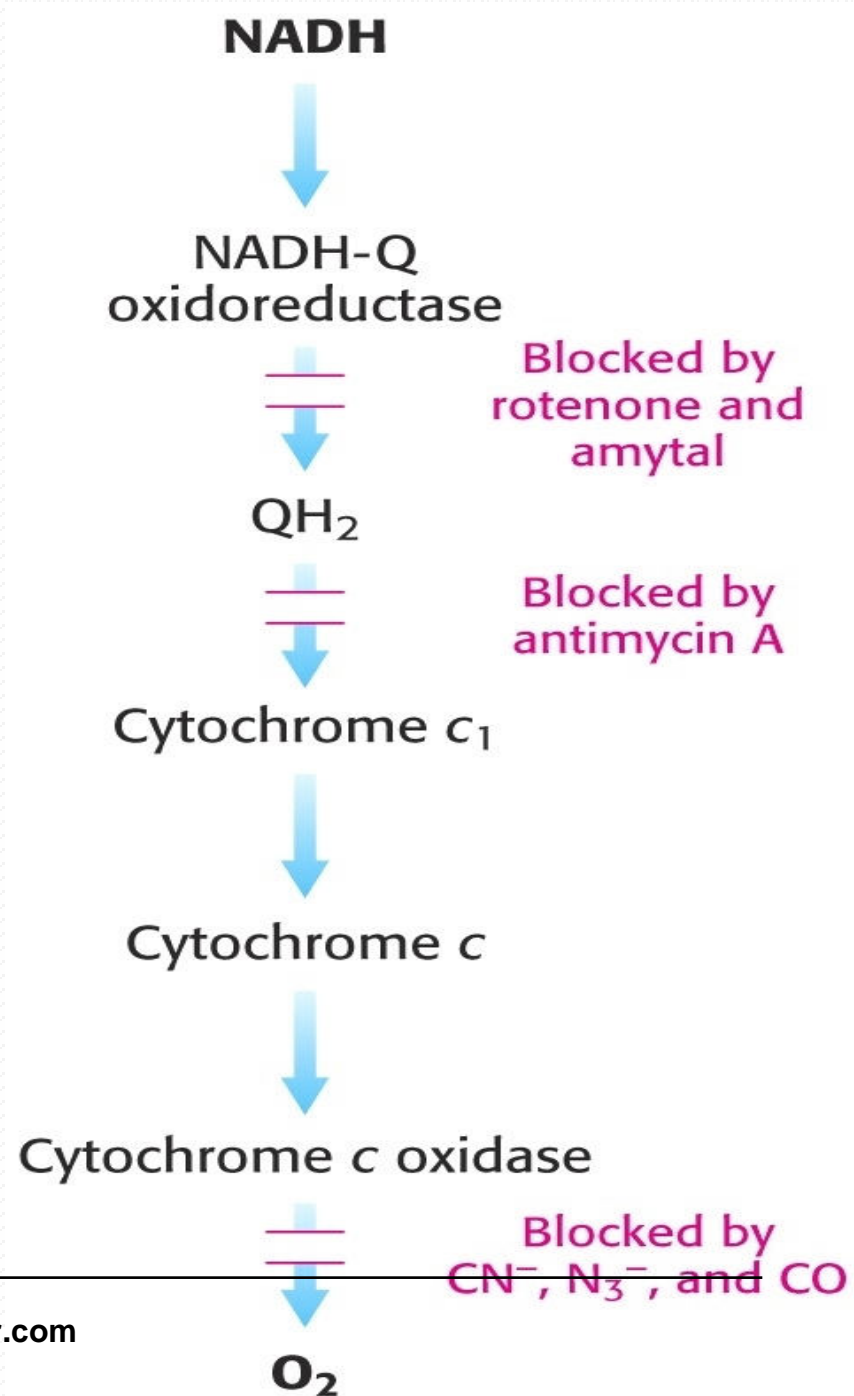 NADH
NADH-Q
oxidoreductase
Blocked by
rotenone and
amytal
QH₂
Blocked by
antimycin A
Cytochrome c₁
Cytochrome c
Cytochrome c oxidase
Blocked by
CN⁻, N₃⁻, and CO
.com
O₂